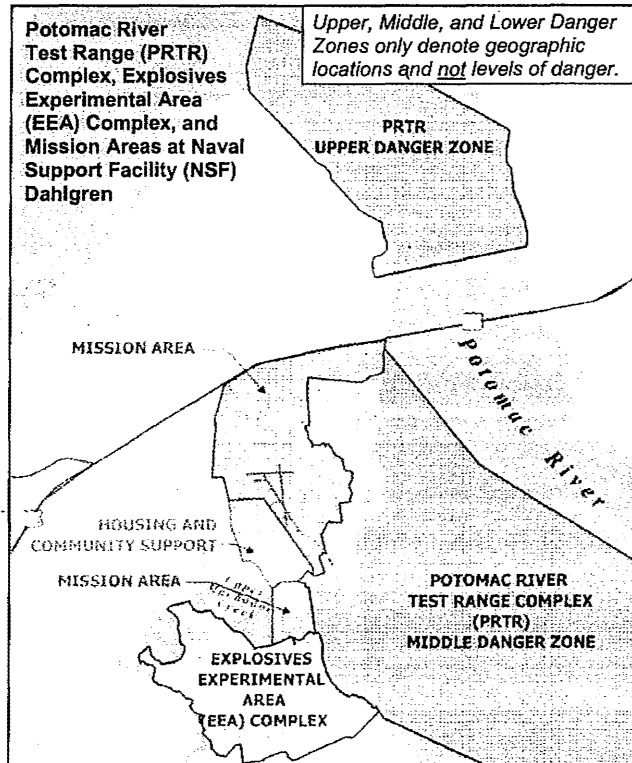 Potomac River
Test Range (PRTR)
Complex, Explosives
Experimental Area
(EEA) Complex, and
Mission Areas at Naval
Support Facility (NSF)
Dahlgren
Upper, Middle, and Lower Danger
Zones only denote geographic
locations and not levels of danger.
PRTR
UPPER DANGER ZONE
MISSION AREA
Potomac River
HOUSING AND
COMMUNITY SUPPORT
MISSION AREA
Upper
Machodoc
Creek
POTOMAC RIVER
TEST RANGE COMPLEX
(PRTR)
MIDDLE DANGER ZONE
EXPLOSIVES
EXPERIMENTAL
AREA
(EEA) COMPLEX